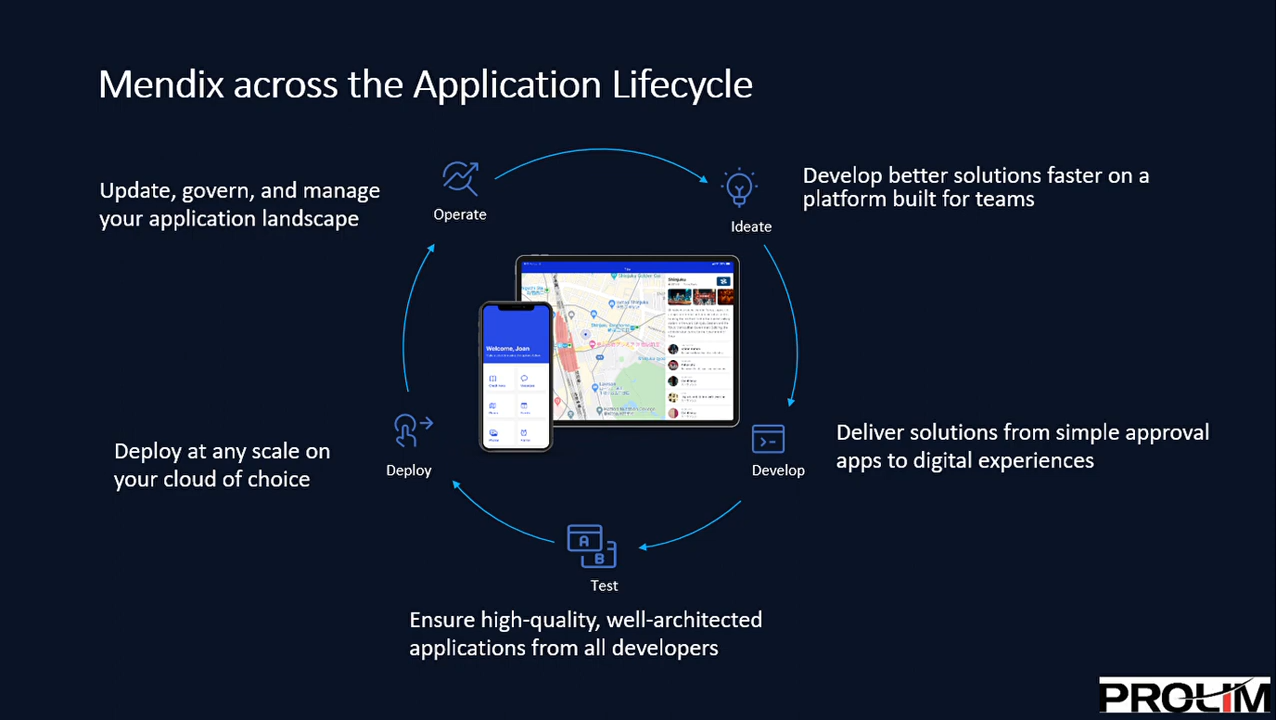 Mendix across the Application Lifecycle
Update, govern, and manage
your application landscape
Operate
Ideate
Develop better solutions faster on a
platform built for teams
Welcome, Joan
Shinjuku
Deploy at any scale on
your cloud of choice
Deploy
Develop
Deliver solutions from simple approval
apps to digital experiences
A
B
Test
Ensure high-quality, well-architected
applications from all developers
PROLIM